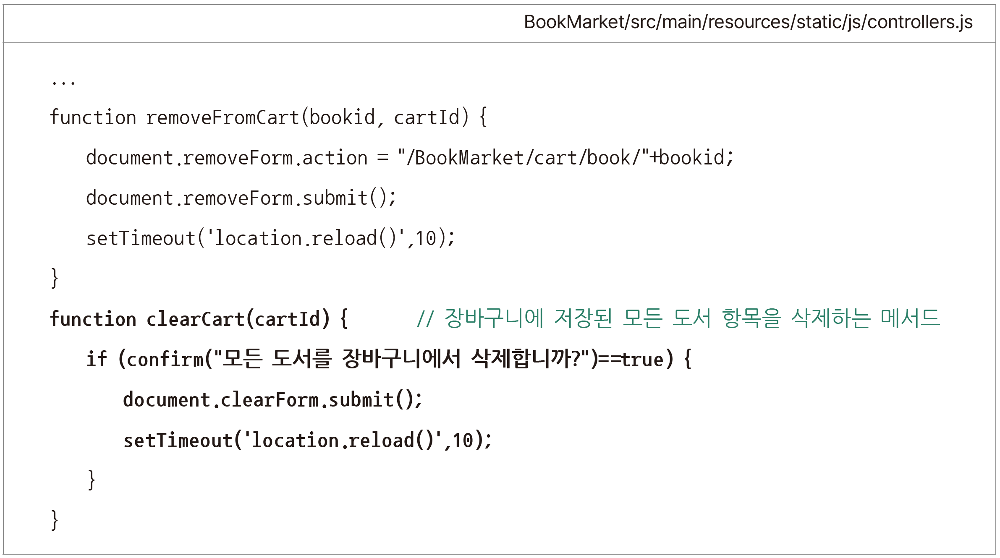 BookMarket/src/main/resources/static/js/controllers.js
...
function removeFromCart(bookid, cartId) {
document.removeForm.action = "/BookMarket/cart/book/"+bookid;
document.removeForm.submit();
setTimeout('location.reload()',10);
}
function clearCart(cartId) { // 장바구니에 저장된 모든 도서 항목을 삭제하는 메서드
if (confirm("모든 도서를 장바구니에서 삭제합니까?")==true) {
document.clearForm.submit();
setTimeout('location.reload()',10);
}
}